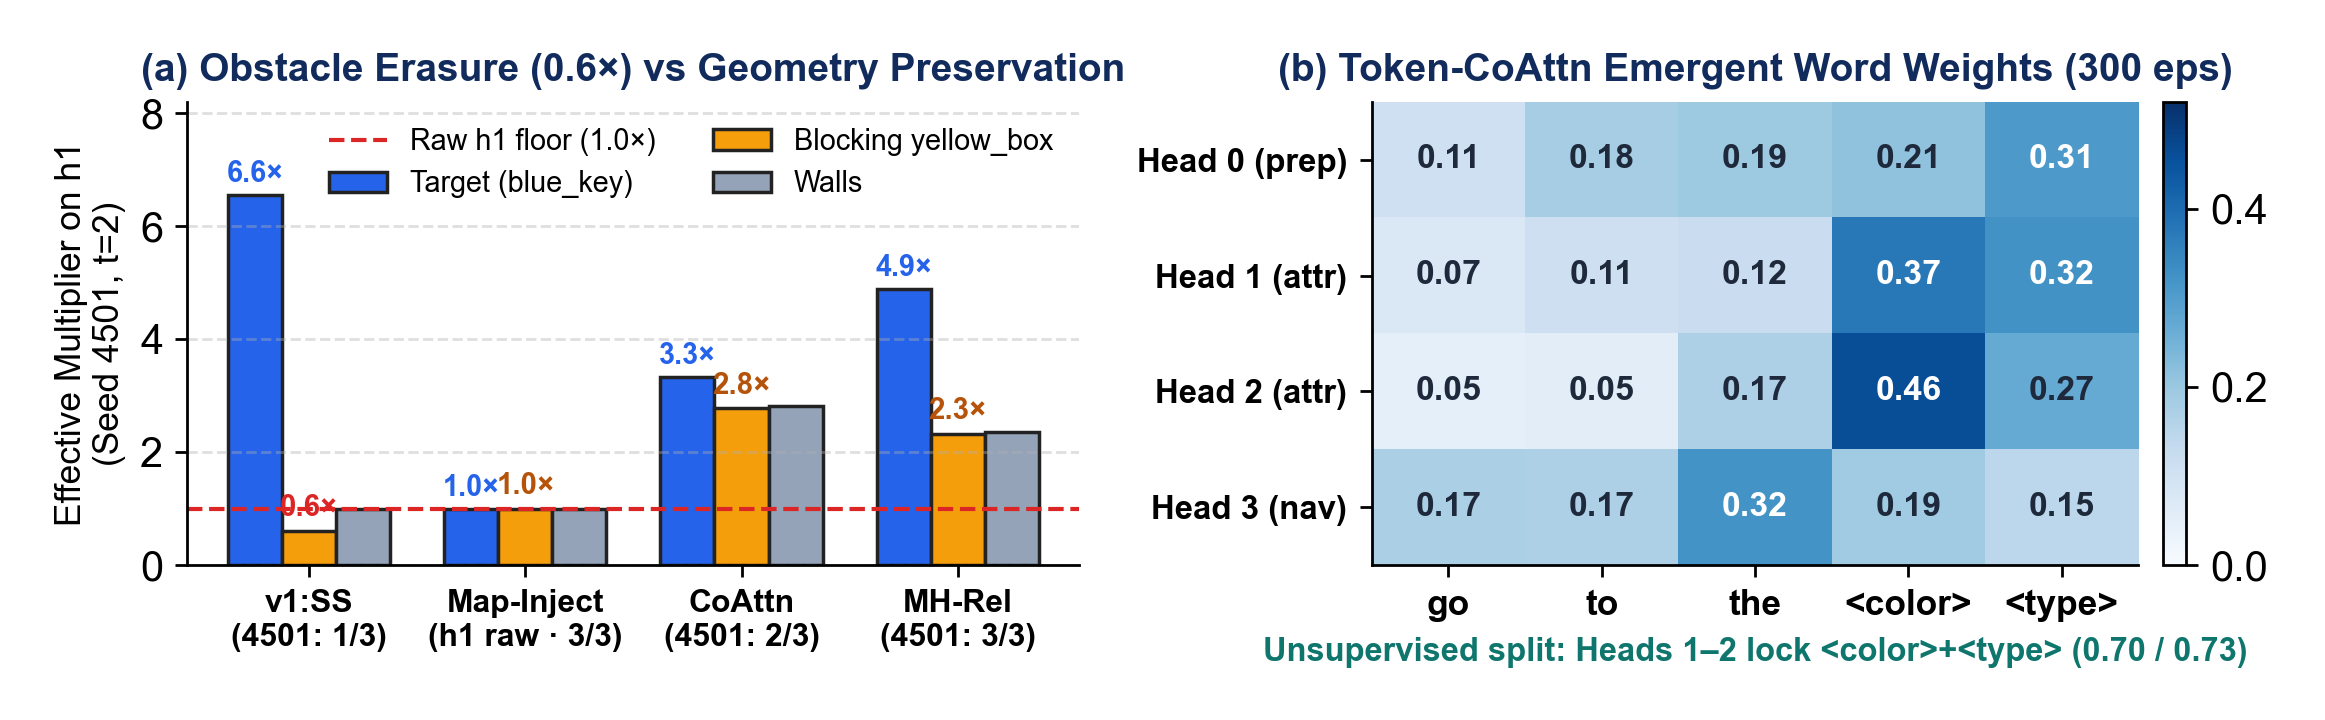 (a) Obstacle Erasure (0.6×) vs Geometry Preservation
Effective Multiplier on h1
(Seed 4501, t=2)
8
6
4
2
0
Raw h1 floor (1.0×)
Target (blue_key)
Blocking yellow_box
Walls
6.6×
0.6×
1.0×
1.0×
3.3×
2.8×
4.9×
2.3×
v1:SS
(4501: 1/3)
Map-Inject
(h1 raw · 3/3)
CoAttn
(4501: 2/3)
MH-Rel
(4501: 3/3)
(b) Token-CoAttn Emergent Word Weights (300 eps)
Head 0 (prep) 0.11 0.18 0.19 0.21 0.31
Head 1 (attr) 0.07 0.11 0.12 0.37 0.32
Head 2 (attr) 0.05 0.05 0.17 0.46 0.27
Head 3 (nav) 0.17 0.17 0.32 0.19 0.15
go to the <color> <type>
0.4
0.2
0.0
Unsupervised split: Heads 1–2 lock <color>+<type> (0.70 / 0.73)